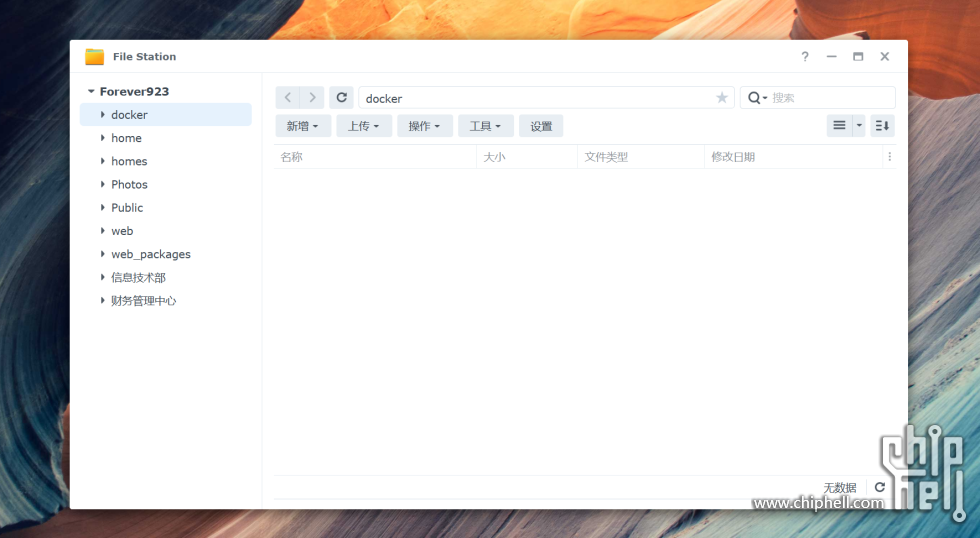 File Station
?
Forever923
docker
home
homes
Photos
Public
web
web_packages
信息技术部
财务管理中心
docker
搜索
新增 上传 操作 工具 设置
名称 大小 文件类型 修改日期
无数据
chip
hell
www.chiphell.com